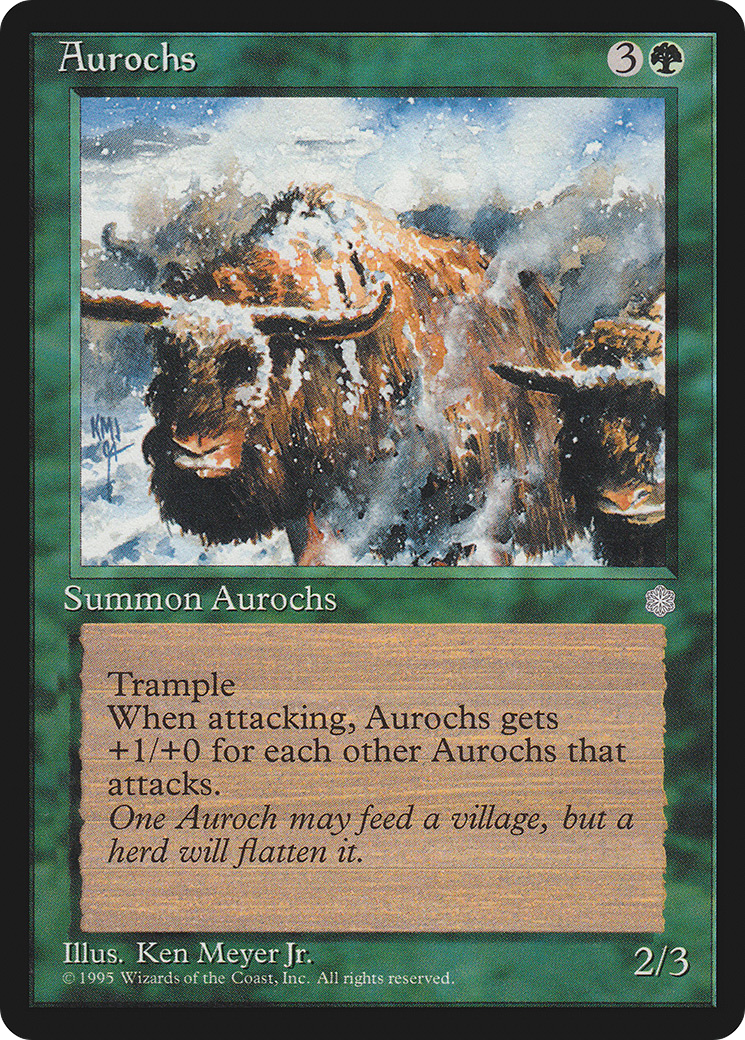 Aurochs
3
KMJ
94
Summon Aurochs
Trample
When attacking, Aurochs gets
+1/+0 for each other Aurochs that
attacks.
One Auroch may feed a village, but a
herd will flatten it.
Illus. Ken Meyer Jr.
2/3
© 1995 Wizards of the Coast, Inc. All rights reserved.